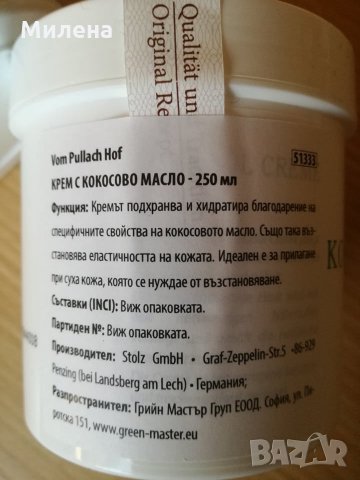 Милена
Qualität un
Original Re
Vom Pullach Hof
51333
КРЕМ С КОКОСОВО МАСЛО - 250 мл
Функция: Кремът подхранва и хидратира благодарение на
специфичните свойства на кокосовото масло. Също така въз-
становява еластичността на кожата. Идеален е за прилагане
при суха кожа, която се нуждае от възстановяване.
Съставки (INCI): Виж опаковката.
Партиден №: Виж опаковката.
Производител: Stolz GmbH • Graf-Zeppelin-Str.5 •86-929
Penzing (bei Landsberg am Lech) • Германия;
Разпространител: Грийн Мастър Груп ЕООД. София, ул. Пи-
ротска 151, www.green-master.eu
BAZAR